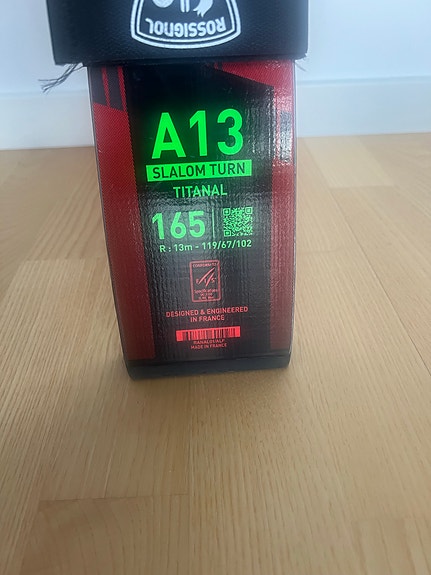 ROSSIGNOL
A13
SLALOM TURN
TITANAL
165
R : 13m - 119/67/102
DESIGNED & ENGINEERED
IN FRANCE
MADE IN FRANCE